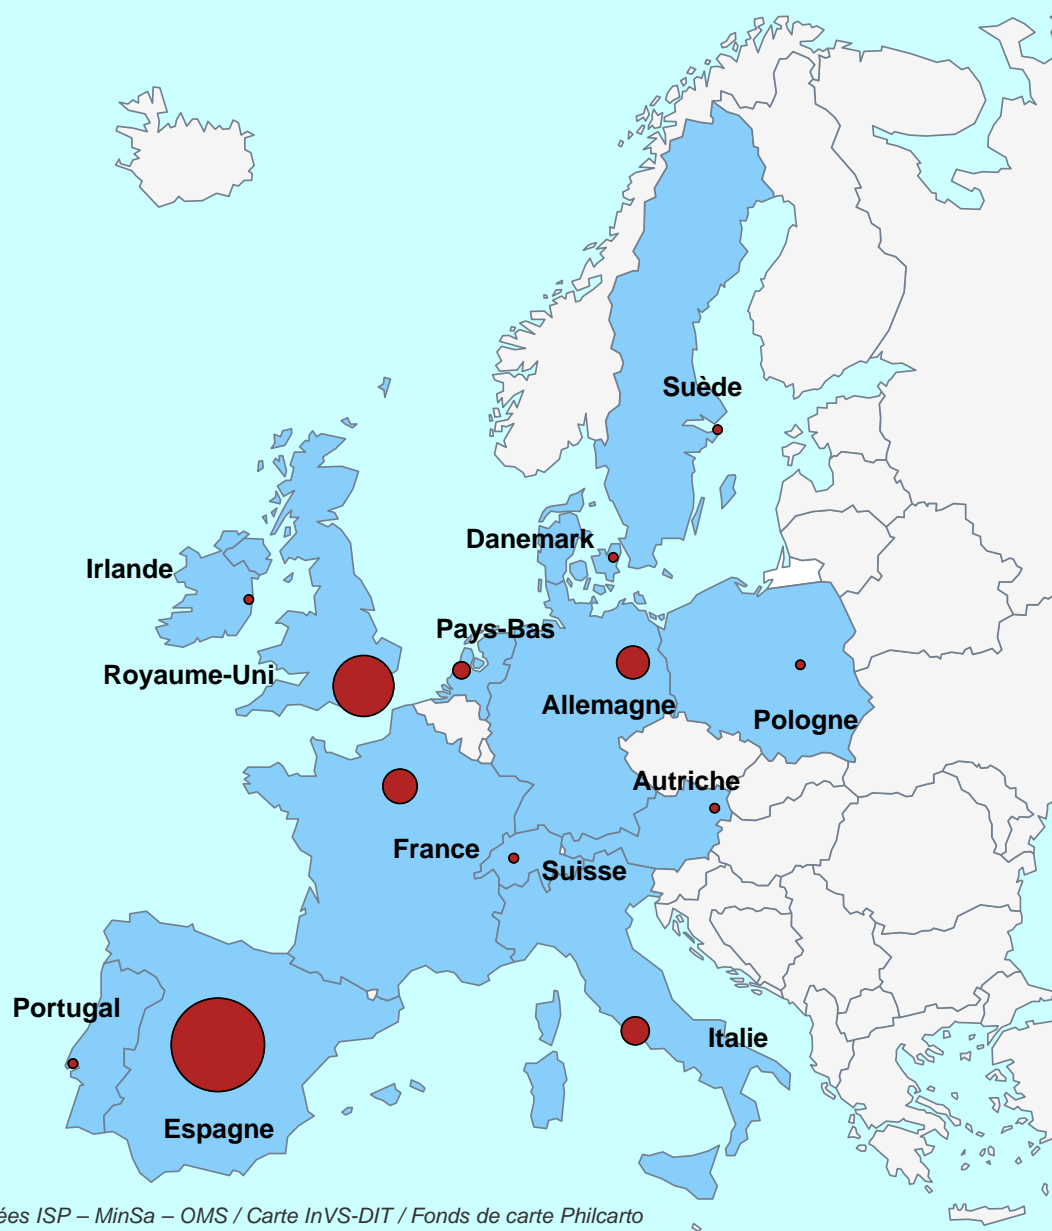 Suède
Danemark
Irlande
Pays-Bas
Royaume-Uni
Allemagne
Pologne
Autriche
France
Suisse
Portugal
Italie
Espagne
ées ISP – MinSa – OMS / Carte InVS-DIT / Fonds de carte Philcarto